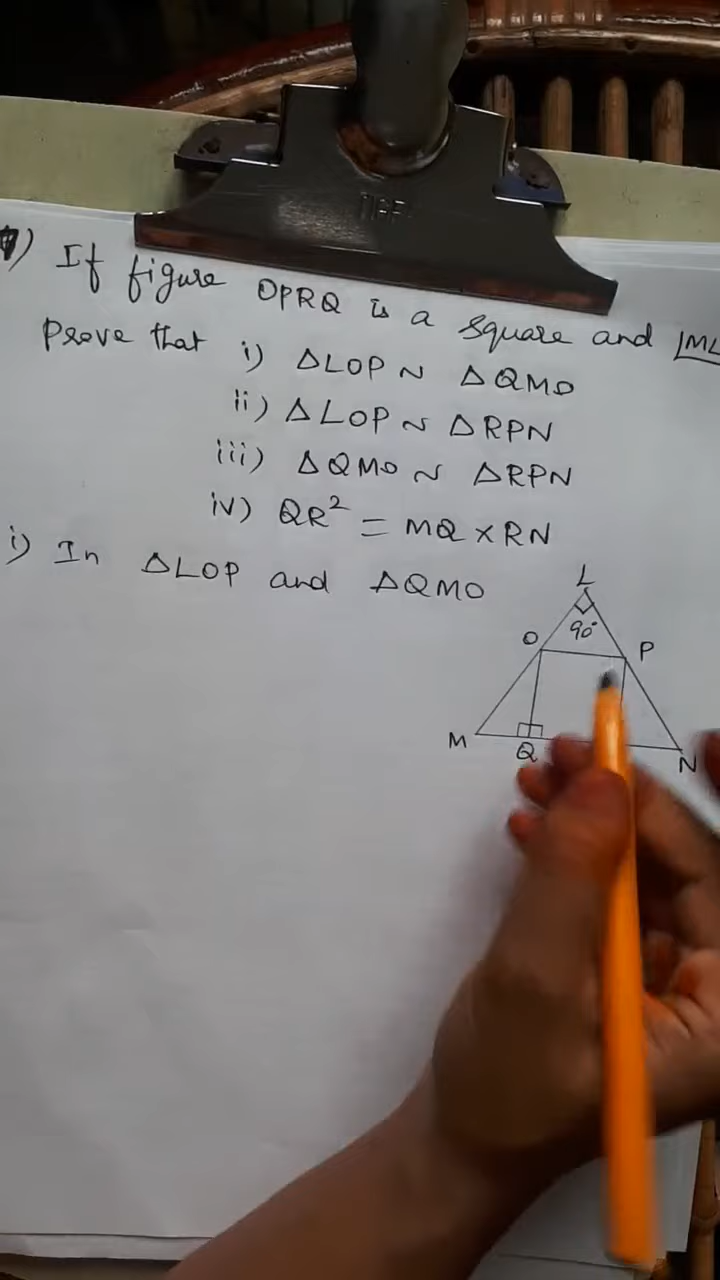 If figure OPRQ is a square and ∠ML
Prove that i) ΔLOP ~ ΔQMO
ii) ΔLOP ~ ΔRPN
iii) ΔQMO ~ ΔRPN
iv) QR² = MQ × RN
i) In ΔLOP and ΔQMO
L
90°
O P
M Q N